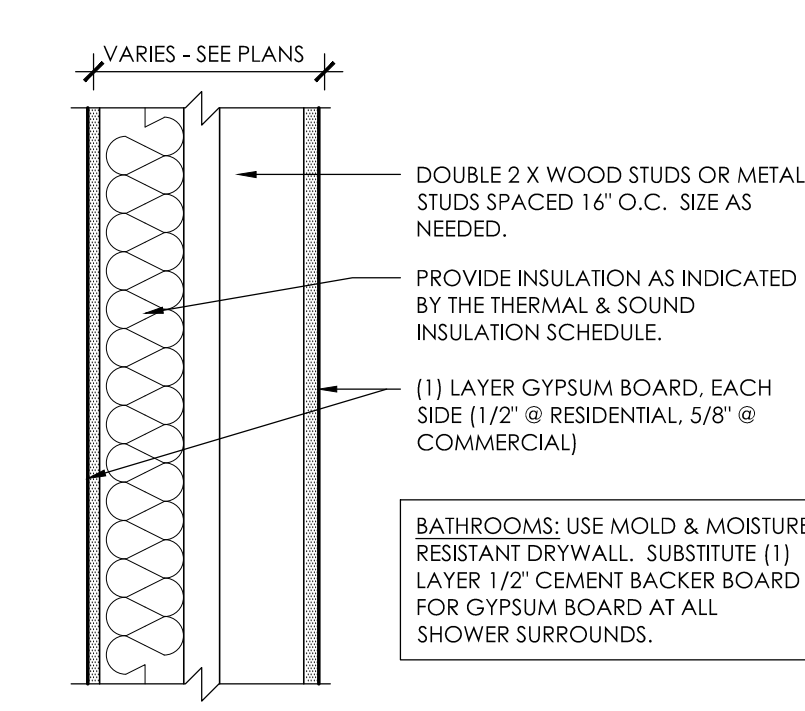 VARIES - SEE PLANS
DOUBLE 2 X WOOD STUDS OR METAL
STUDS SPACED 16" O.C. SIZE AS
NEEDED.
PROVIDE INSULATION AS INDICATED
BY THE THERMAL & SOUND
INSULATION SCHEDULE.
(1) LAYER GYPSUM BOARD, EACH
SIDE (1/2" @ RESIDENTIAL, 5/8" @
COMMERCIAL)
BATHROOMS: USE MOLD & MOISTURE
RESISTANT DRYWALL. SUBSTITUTE (1)
LAYER 1/2" CEMENT BACKER BOARD
FOR GYPSUM BOARD AT ALL
SHOWER SURROUNDS.